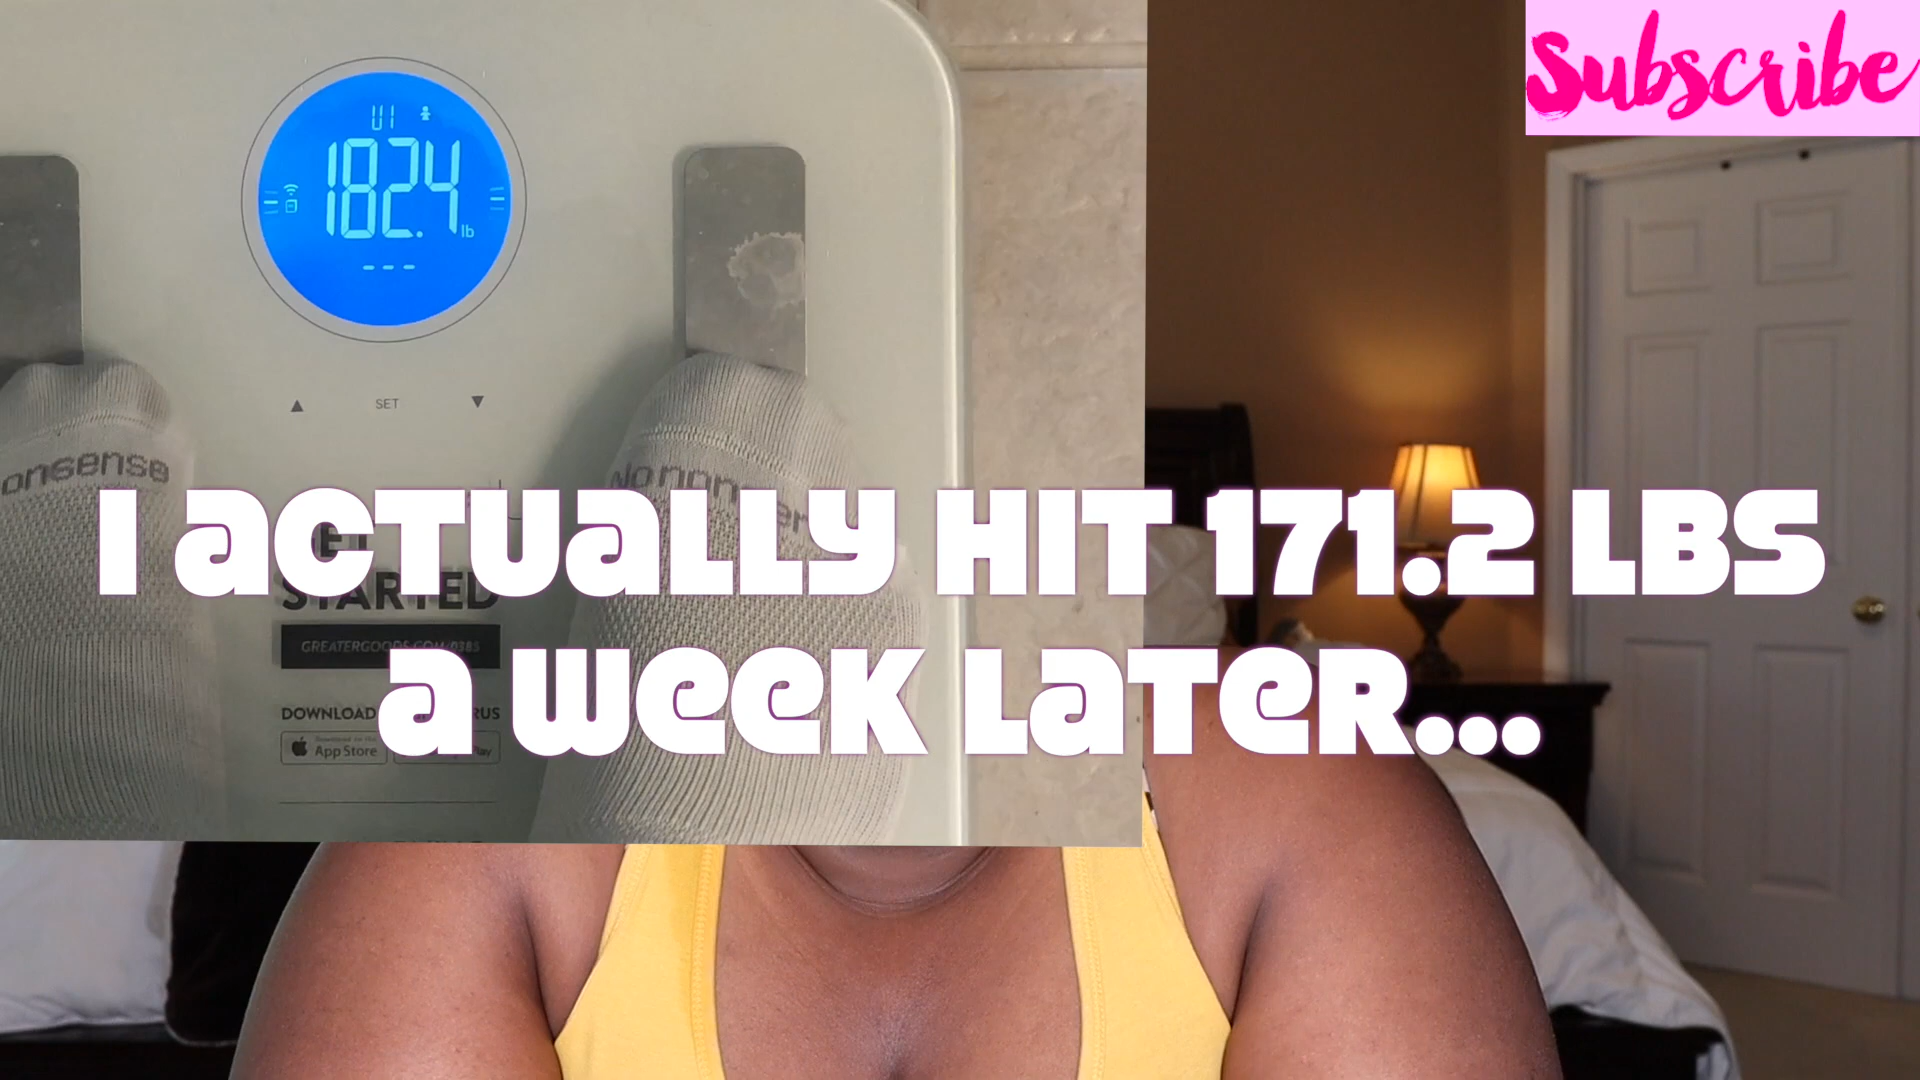 Subscribe
U1
182.4 lb
---
SET
onsense
I actually hit 171.2 lbs
STARTED
GREATERGOODS.COM/0385
a week later...
DOWNLOAD
App Store